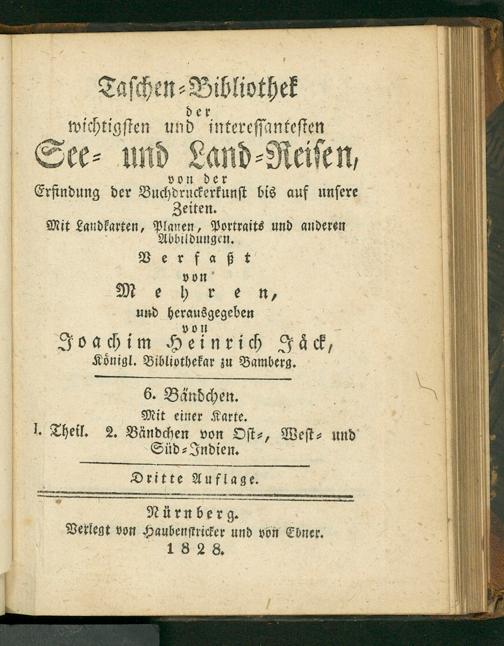 Taschen-Bibliothek
der
wichtigsten und interessantesten
See- und Land-Reisen,
von der
Erfindung der Buchdruckerkunst bis auf unsere
Zeiten.
Mit Landkarten, Planen, Portraits und anderen
Abbildungen.
Verfaßt
von
Mehren,
und herausgegeben
von
Joachim Heinrich Jäck,
Königl. Bibliothekar zu Bamberg.
6. Bändchen.
Mit einer Karte.
I. Theil. 2. Bändchen von Ost-, West- und
Süd-Indien.
Dritte Auflage.
Nürnberg.
Verlegt von Haubenstricker und von Ebner.
1828.